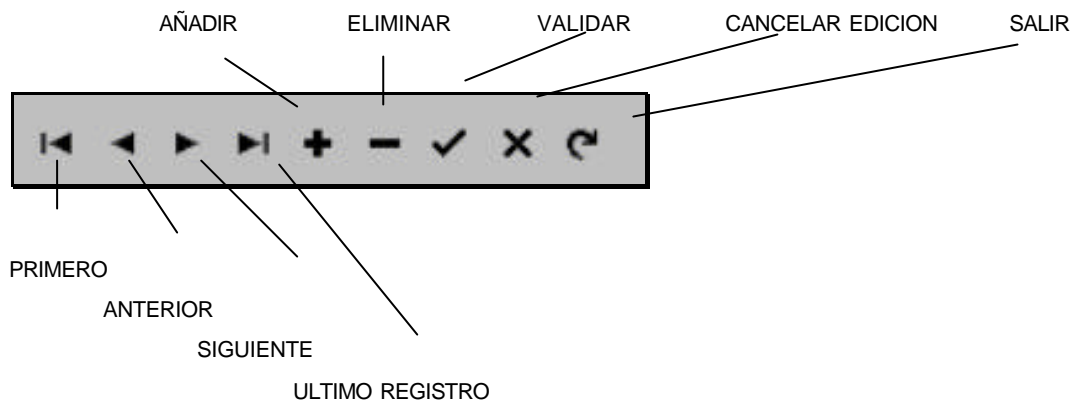 AÑADIR ELIMINAR VALIDAR CANCELAR EDICION SALIR
PRIMERO
ANTERIOR
SIGUIENTE
ULTIMO REGISTRO